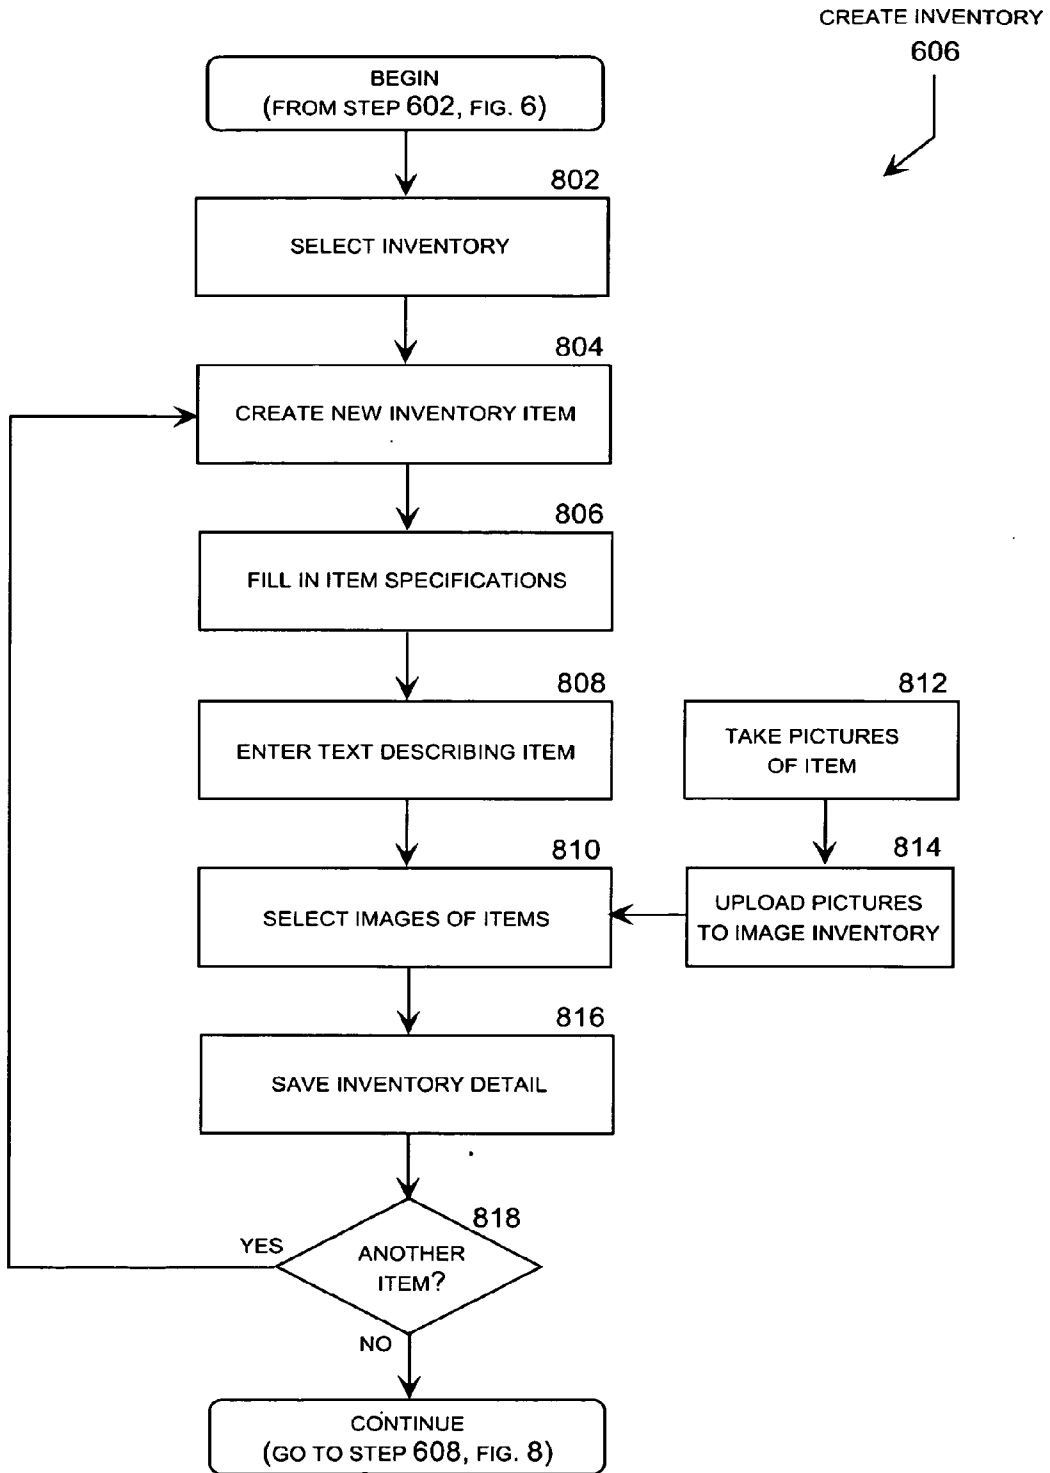 CREATE INVENTORY
606
BEGIN
(FROM STEP 602, FIG. 6)
802
SELECT INVENTORY
804
CREATE NEW INVENTORY ITEM
806
FILL IN ITEM SPECIFICATIONS
808
ENTER TEXT DESCRIBING ITEM
812
TAKE PICTURES
OF ITEM
810
SELECT IMAGES OF ITEMS
814
UPLOAD PICTURES
TO IMAGE INVENTORY
816
SAVE INVENTORY DETAIL
818
ANOTHER
ITEM?
YES
NO
CONTINUE
(GO TO STEP 608, FIG. 8)